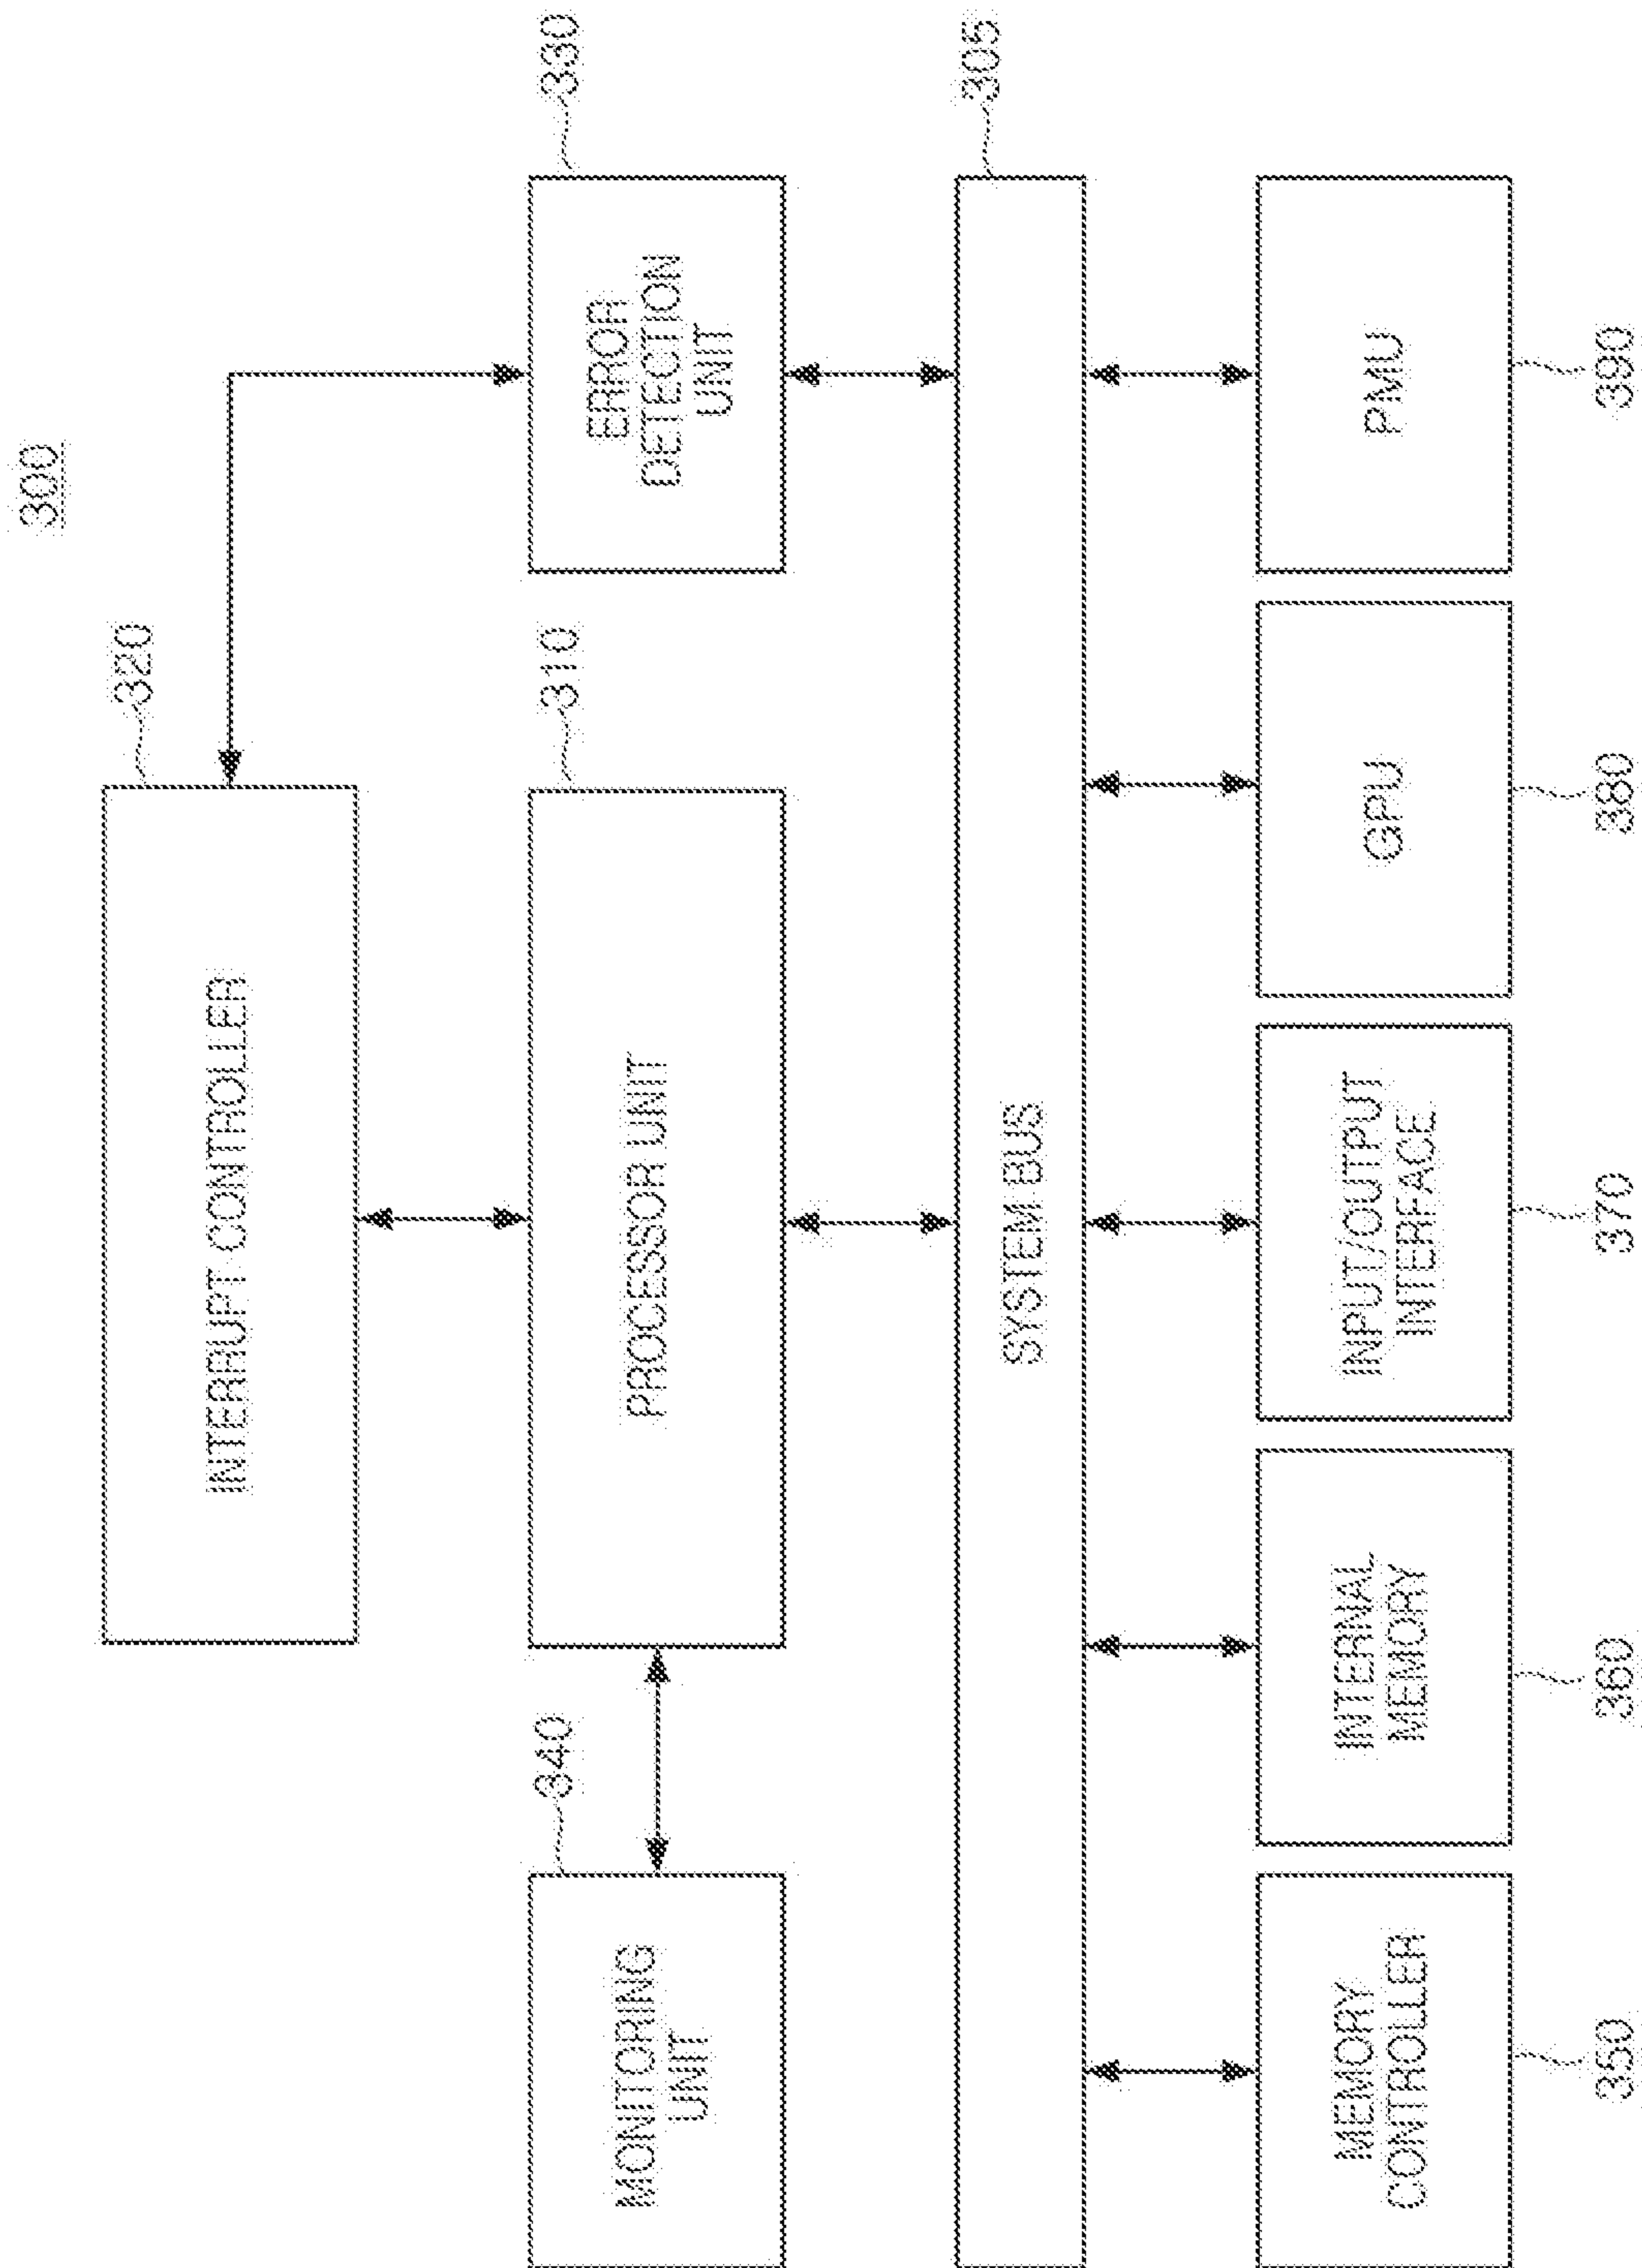 300
INTERRUPT CONTROLLER
320
MONITORING
UNIT
340
PROCESSOR UNIT
310
ERROR
DETECTION
UNIT
330
SYSTEM BUS
305
MEMORY
CONTROLLER
INTERNAL
MEMORY
INPUT/OUTPUT
INTERFACE
GPU
PMU
350
360
370
380
390